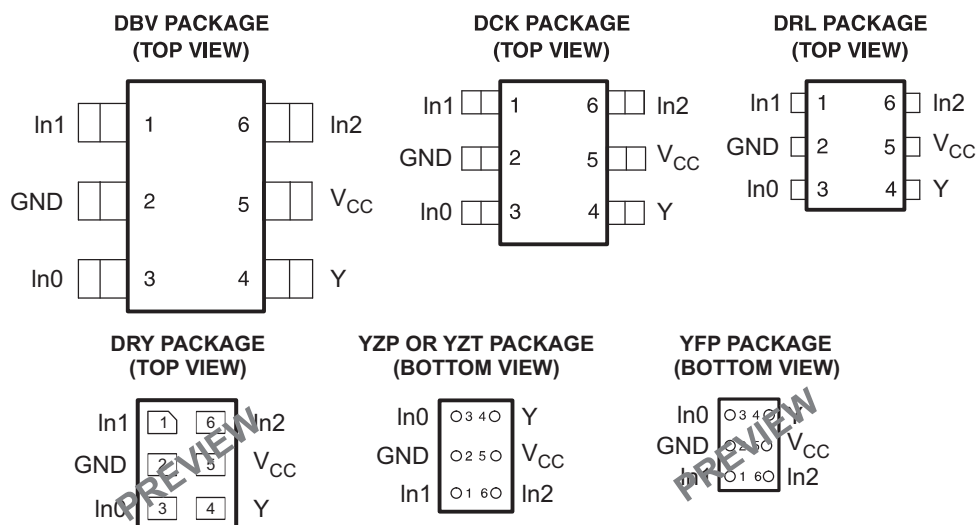 DBV PACKAGE
(TOP VIEW)
In1 1 6 In2
GND 2 5 VCC
In0 3 4 Y
DCK PACKAGE
(TOP VIEW)
In1 1 6 In2
GND 2 5 VCC
In0 3 4 Y
DRL PACKAGE
(TOP VIEW)
In1 1 6 In2
GND 2 5 VCC
In0 3 4 Y
DRY PACKAGE
(TOP VIEW)
In1 1 6 In2
GND 2 5 VCC
In0 3 4 Y
PREVIEW
YZP OR YZT PACKAGE
(BOTTOM VIEW)
In0 3 4 Y
GND 2 5 VCC
In1 1 6 In2
YFP PACKAGE
(BOTTOM VIEW)
In0 3 4 Y
GND 2 5 VCC
In1 1 6 In2
PREVIEW